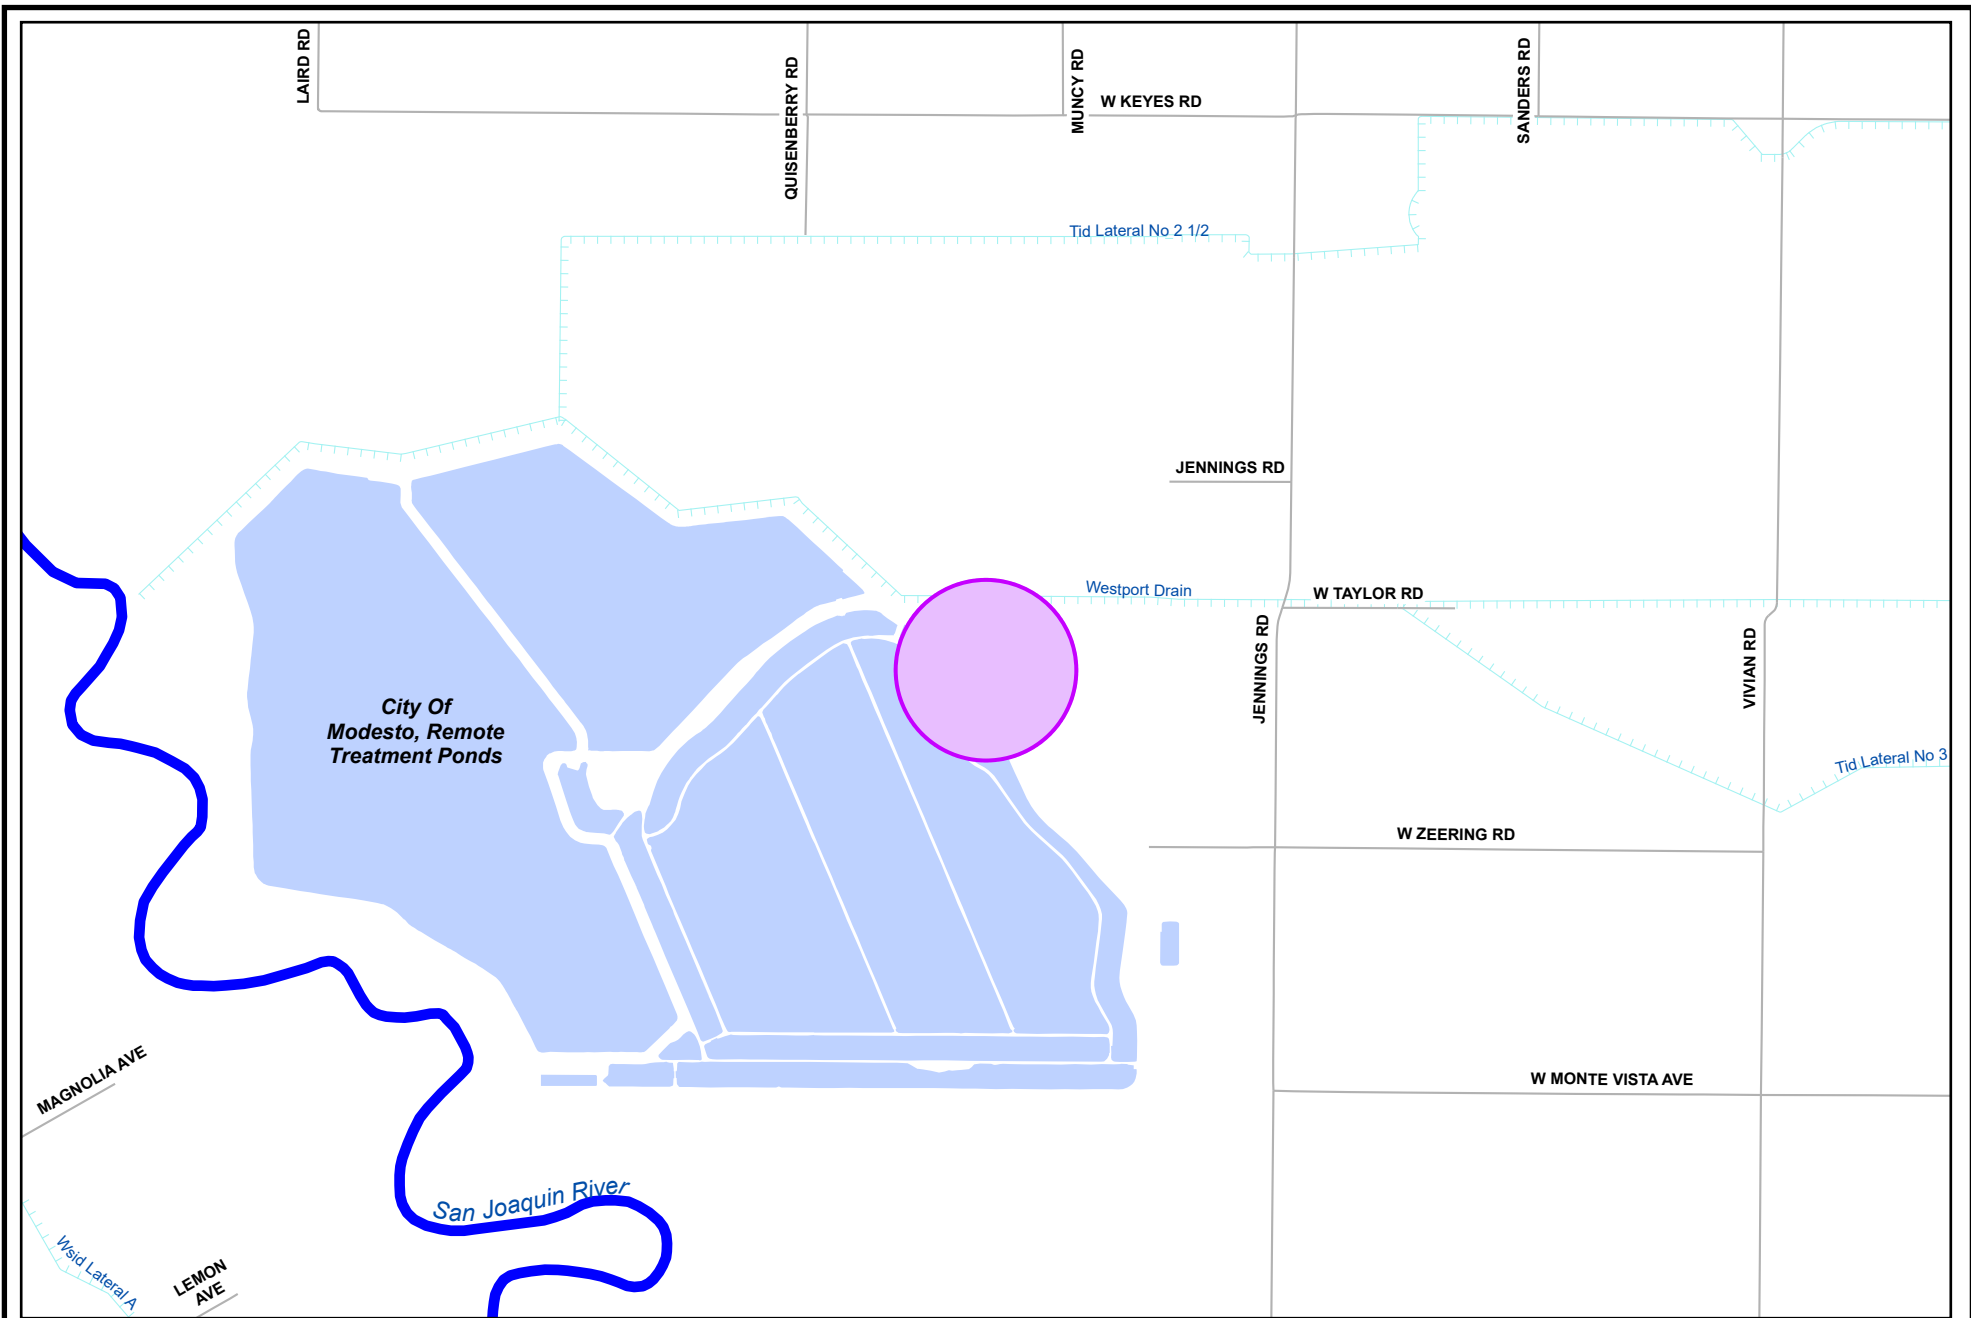 LAIRD RD
QUISENBERRY RD
MUNCY RD
W KEYES RD
SANDERS RD
Tid Lateral No 2 1/2
JENNINGS RD
Westport Drain
W TAYLOR RD
JENNINGS RD
VIVIAN RD
City Of
Modesto, Remote
Treatment Ponds
Tid Lateral No 3
W ZEERING RD
MAGNOLIA AVE
W MONTE VISTA AVE
San Joaquin River
Wsid Lateral A
LEMON
AVE